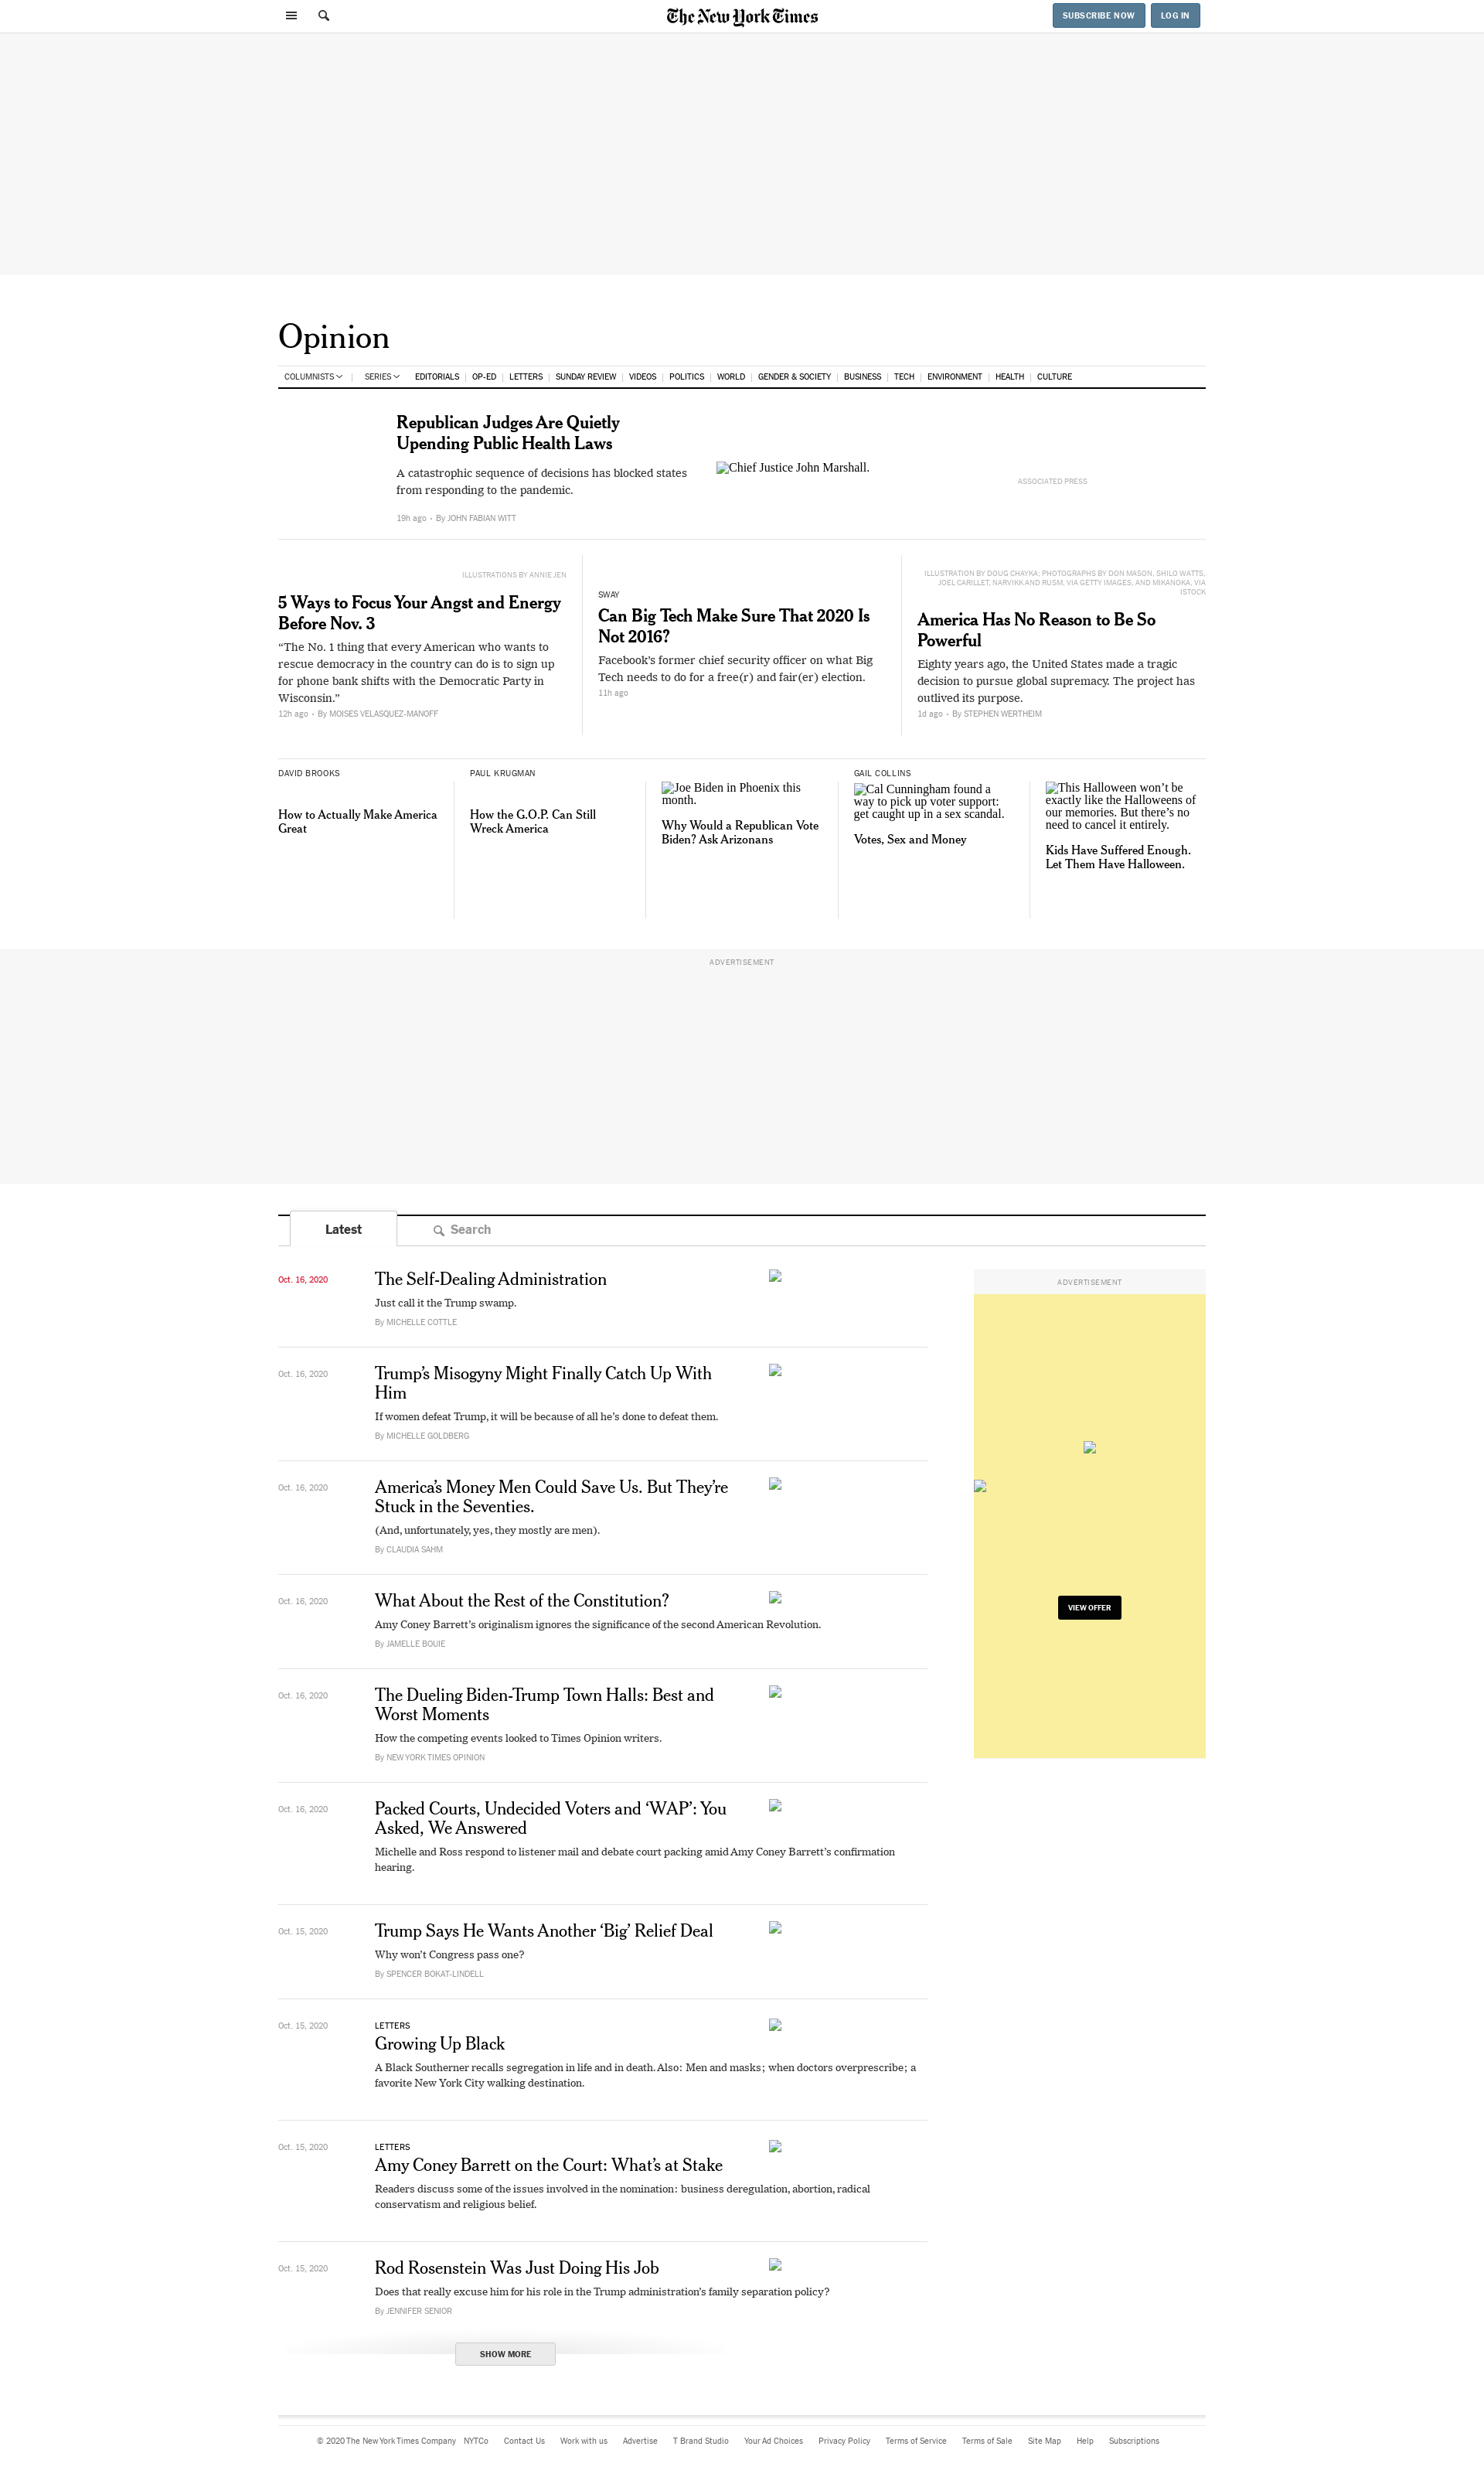 The New York Times
SUBSCRIBE NOW
LOG IN
Opinion
COLUMNISTS
SERIES
EDITORIALS
OP-ED
LETTERS
SUNDAY REVIEW
VIDEOS
POLITICS
WORLD
GENDER & SOCIETY
BUSINESS
TECH
ENVIRONMENT
HEALTH
CULTURE
Republican Judges Are Quietly
Upending Public Health Laws
A catastrophic sequence of decisions has blocked states
from responding to the pandemic.
19h ago • By JOHN FABIAN WITT
Chief Justice John Marshall.
ASSOCIATED PRESS
ILLUSTRATIONS BY ANNIE JEN
5 Ways to Focus Your Angst and Energy
Before Nov. 3
“The No. 1 thing that every American who wants to
rescue democracy in the country can do is to sign up
for phone bank shifts with the Democratic Party in
Wisconsin.”
12h ago • By MOISES VELASQUEZ-MANOFF
SWAY
Can Big Tech Make Sure That 2020 Is
Not 2016?
Facebook’s former chief security officer on what Big
Tech needs to do for a free(r) and fair(er) election.
11h ago
ILLUSTRATION BY DOUG CHAYKA; PHOTOGRAPHS BY DON MASON, SHILO WATTS,
JOEL CARILLET, NARVIKK AND RUSM, VIA GETTY IMAGES, AND MIKANOKA, VIA
ISTOCK
America Has No Reason to Be So
Powerful
Eighty years ago, the United States made a tragic
decision to pursue global supremacy. The project has
outlived its purpose.
1d ago • By STEPHEN WERTHEIM
DAVID BROOKS
How to Actually Make America
Great
PAUL KRUGMAN
How the G.O.P. Can Still
Wreck America
Joe Biden in Phoenix this
month.
Why Would a Republican Vote
Biden? Ask Arizonans
GAIL COLLINS
Cal Cunningham found a
way to pick up voter support:
get caught up in a sex scandal.
Votes, Sex and Money
This Halloween won’t be
exactly like the Halloweens of
our memories. But there’s no
need to cancel it entirely.
Kids Have Suffered Enough.
Let Them Have Halloween.
ADVERTISEMENT
Latest
Search
Oct. 16, 2020
The Self-Dealing Administration
Just call it the Trump swamp.
By MICHELLE COTTLE
ADVERTISEMENT
VIEW OFFER
Oct. 16, 2020
Trump’s Misogyny Might Finally Catch Up With
Him
If women defeat Trump, it will be because of all he’s done to defeat them.
By MICHELLE GOLDBERG
Oct. 16, 2020
America’s Money Men Could Save Us. But They’re
Stuck in the Seventies.
(And, unfortunately, yes, they mostly are men).
By CLAUDIA SAHM
Oct. 16, 2020
What About the Rest of the Constitution?
Amy Coney Barrett’s originalism ignores the significance of the second American Revolution.
By JAMELLE BOUIE
Oct. 16, 2020
The Dueling Biden-Trump Town Halls: Best and
Worst Moments
How the competing events looked to Times Opinion writers.
By NEW YORK TIMES OPINION
Oct. 16, 2020
Packed Courts, Undecided Voters and ‘WAP’: You
Asked, We Answered
Michelle and Ross respond to listener mail and debate court packing amid Amy Coney Barrett’s confirmation
hearing.
Oct. 15, 2020
Trump Says He Wants Another ‘Big’ Relief Deal
Why won’t Congress pass one?
By SPENCER BOKAT-LINDELL
Oct. 15, 2020
LETTERS
Growing Up Black
A Black Southerner recalls segregation in life and in death. Also: Men and masks; when doctors overprescribe; a
favorite New York City walking destination.
Oct. 15, 2020
LETTERS
Amy Coney Barrett on the Court: What’s at Stake
Readers discuss some of the issues involved in the nomination: business deregulation, abortion, radical
conservatism and religious belief.
Oct. 15, 2020
Rod Rosenstein Was Just Doing His Job
Does that really excuse him for his role in the Trump administration’s family separation policy?
By JENNIFER SENIOR
SHOW MORE
© 2020 The New York Times Company
NYTCo
Contact Us
Work with us
Advertise
T Brand Studio
Your Ad Choices
Privacy Policy
Terms of Service
Terms of Sale
Site Map
Help
Subscriptions